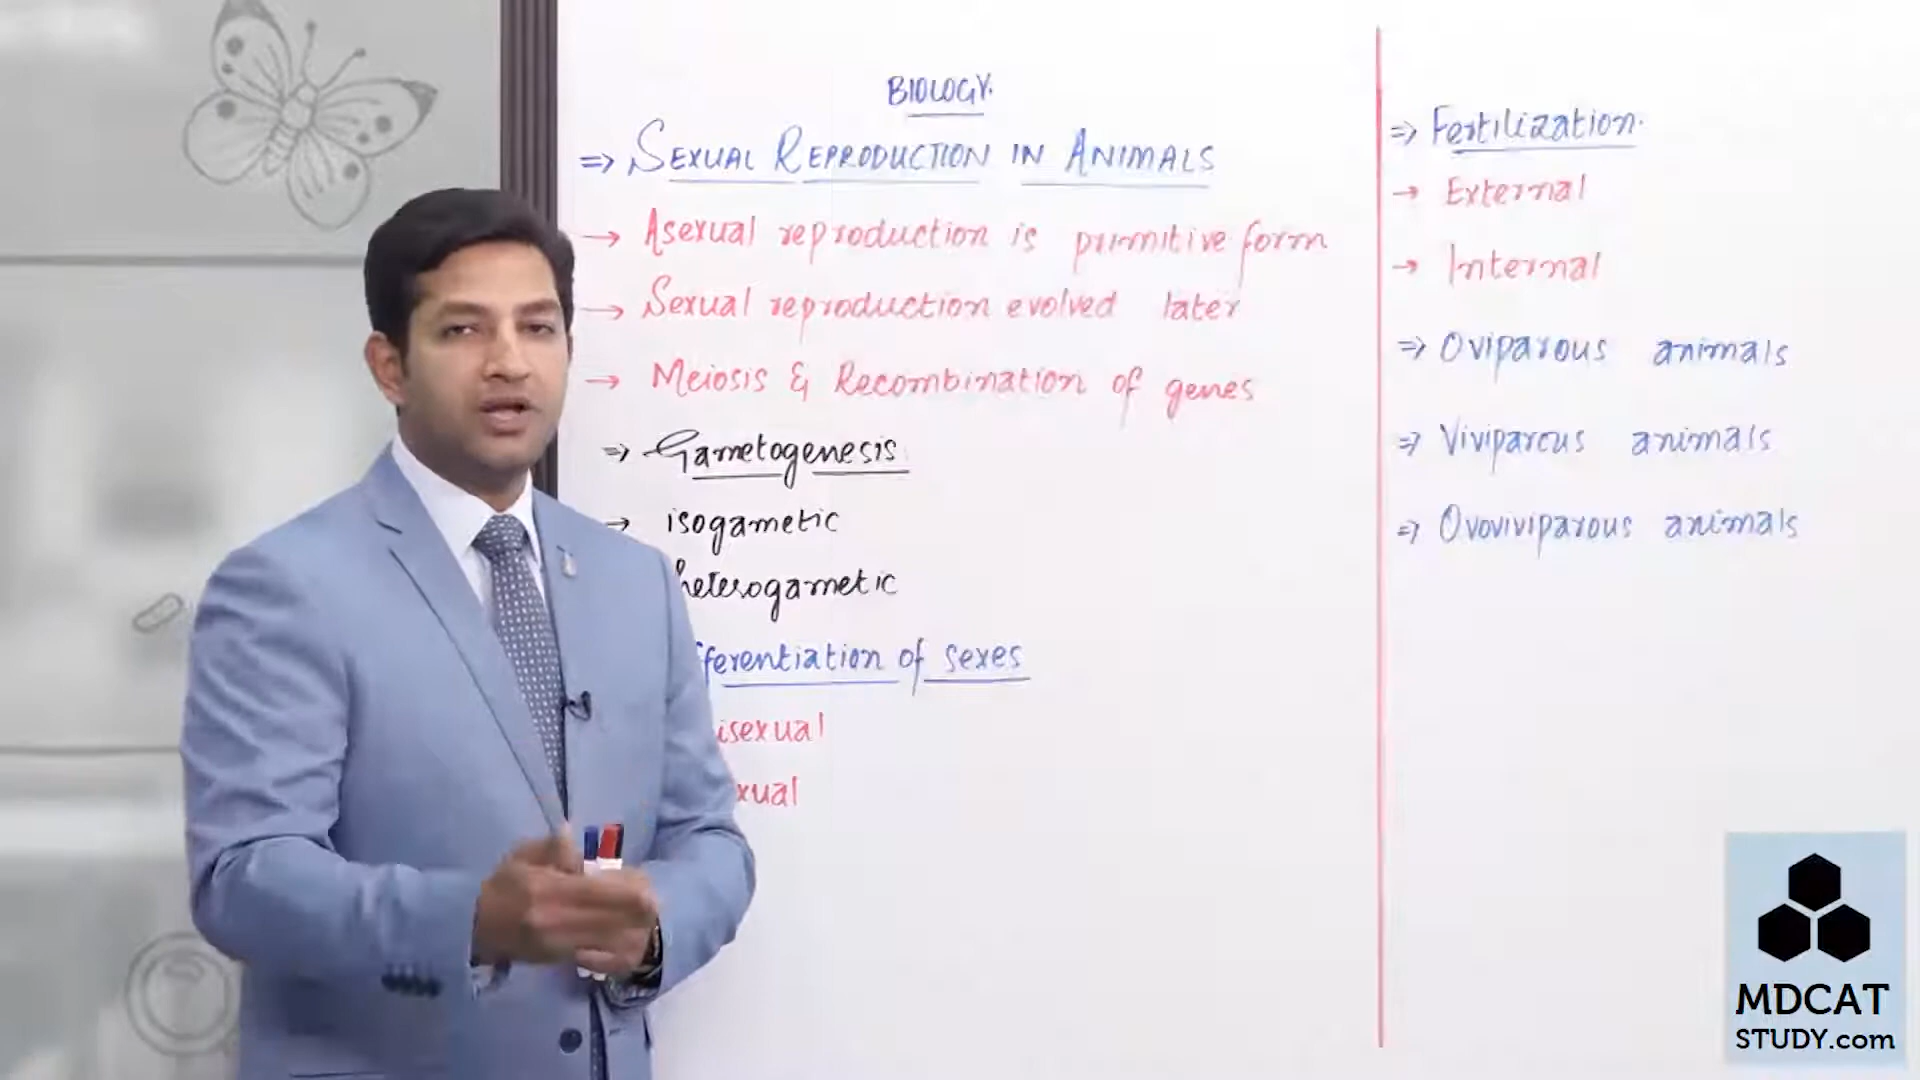 BIOLOGY.
⇒ SEXUAL REPRODUCTION IN ANIMALS
→ Asexual reproduction is primitive form
→ Sexual reproduction evolved later
→ Meiosis & Recombination of genes
⇒ Gametogenesis
→ isogametic
heterogametic
fferentiation of sexes
isexual
xual
⇒ Fertilization.
→ External
→ Internal
⇒ Oviparous animals
⇒ Viviparous animals
⇒ Ovoviviparous animals
MDCAT
STUDY.com